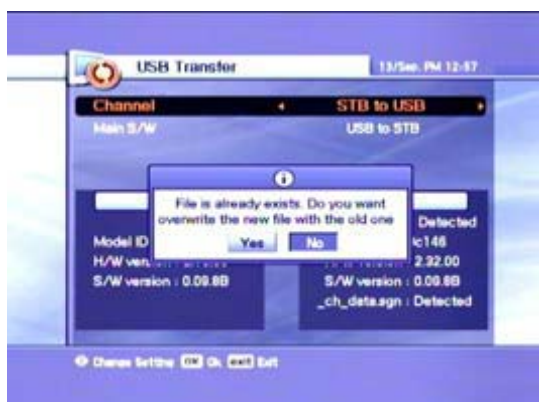 USB Transfer
13/Sep. PM 12:57
Channel STB to USB
Main S/W USB to STB
File is already exists. Do you want
overwrite the new file with the old one
Yes No
Detected
Model ID
H/W version : 2.32.00
S/W version : 0.09.8B S/W version : 0.09.8B
_ch_data.sgn : Detected
Change Setting OK Ok exit Exit